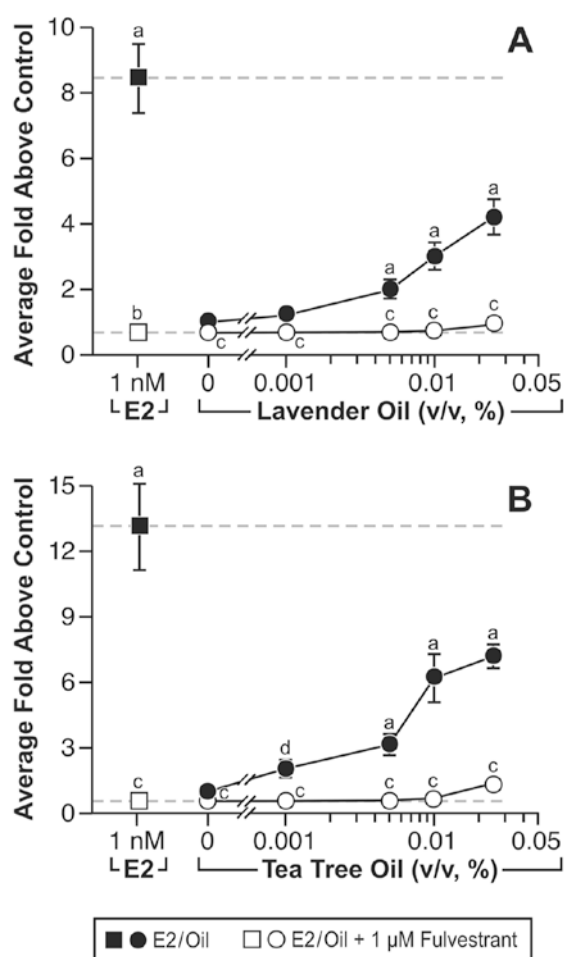 A
Average Fold Above Control
10
8
6
4
2
0
a
b
c
c
a
c
a
c
a
c
1 nM
0
0.001
0.01
0.05
E2
Lavender Oil (v/v, %)
B
Average Fold Above Control
15
12
9
6
3
0
a
c
c
d
c
a
c
a
c
a
c
1 nM
0
0.001
0.01
0.05
E2
Tea Tree Oil (v/v, %)
E2/Oil
E2/Oil + 1 µM Fulvestrant